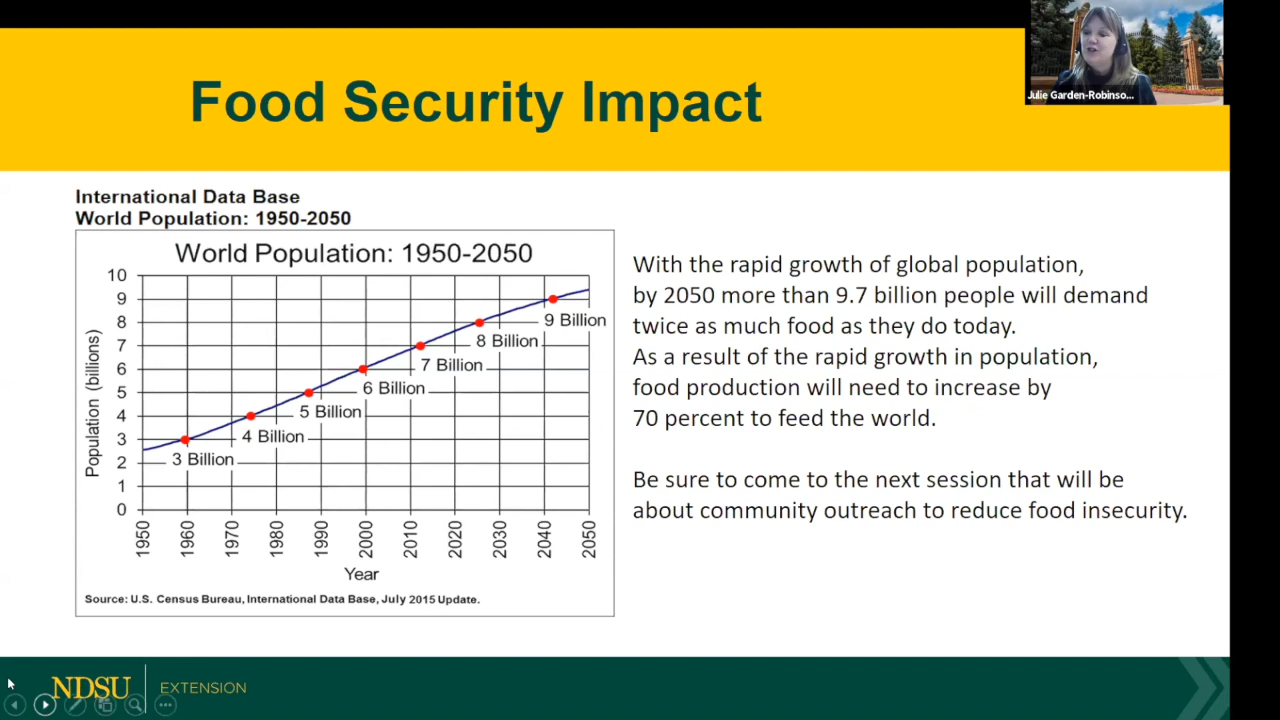 Food Security Impact
Julie Garden-Robinso...
International Data Base
World Population: 1950-2050
World Population: 1950-2050
Population (billions)
10
9
8
7
6
5
4
3
2
1
0
9 Billion
8 Billion
7 Billion
6 Billion
5 Billion
4 Billion
3 Billion
1950 1960 1970 1980 1990 2000 2010 2020 2030 2040 2050
Year
Source: U.S. Census Bureau, International Data Base, July 2015 Update.
With the rapid growth of global population,
by 2050 more than 9.7 billion people will demand
twice as much food as they do today.
As a result of the rapid growth in population,
food production will need to increase by
70 percent to feed the world.
Be sure to come to the next session that will be
about community outreach to reduce food insecurity.
NDSU EXTENSION